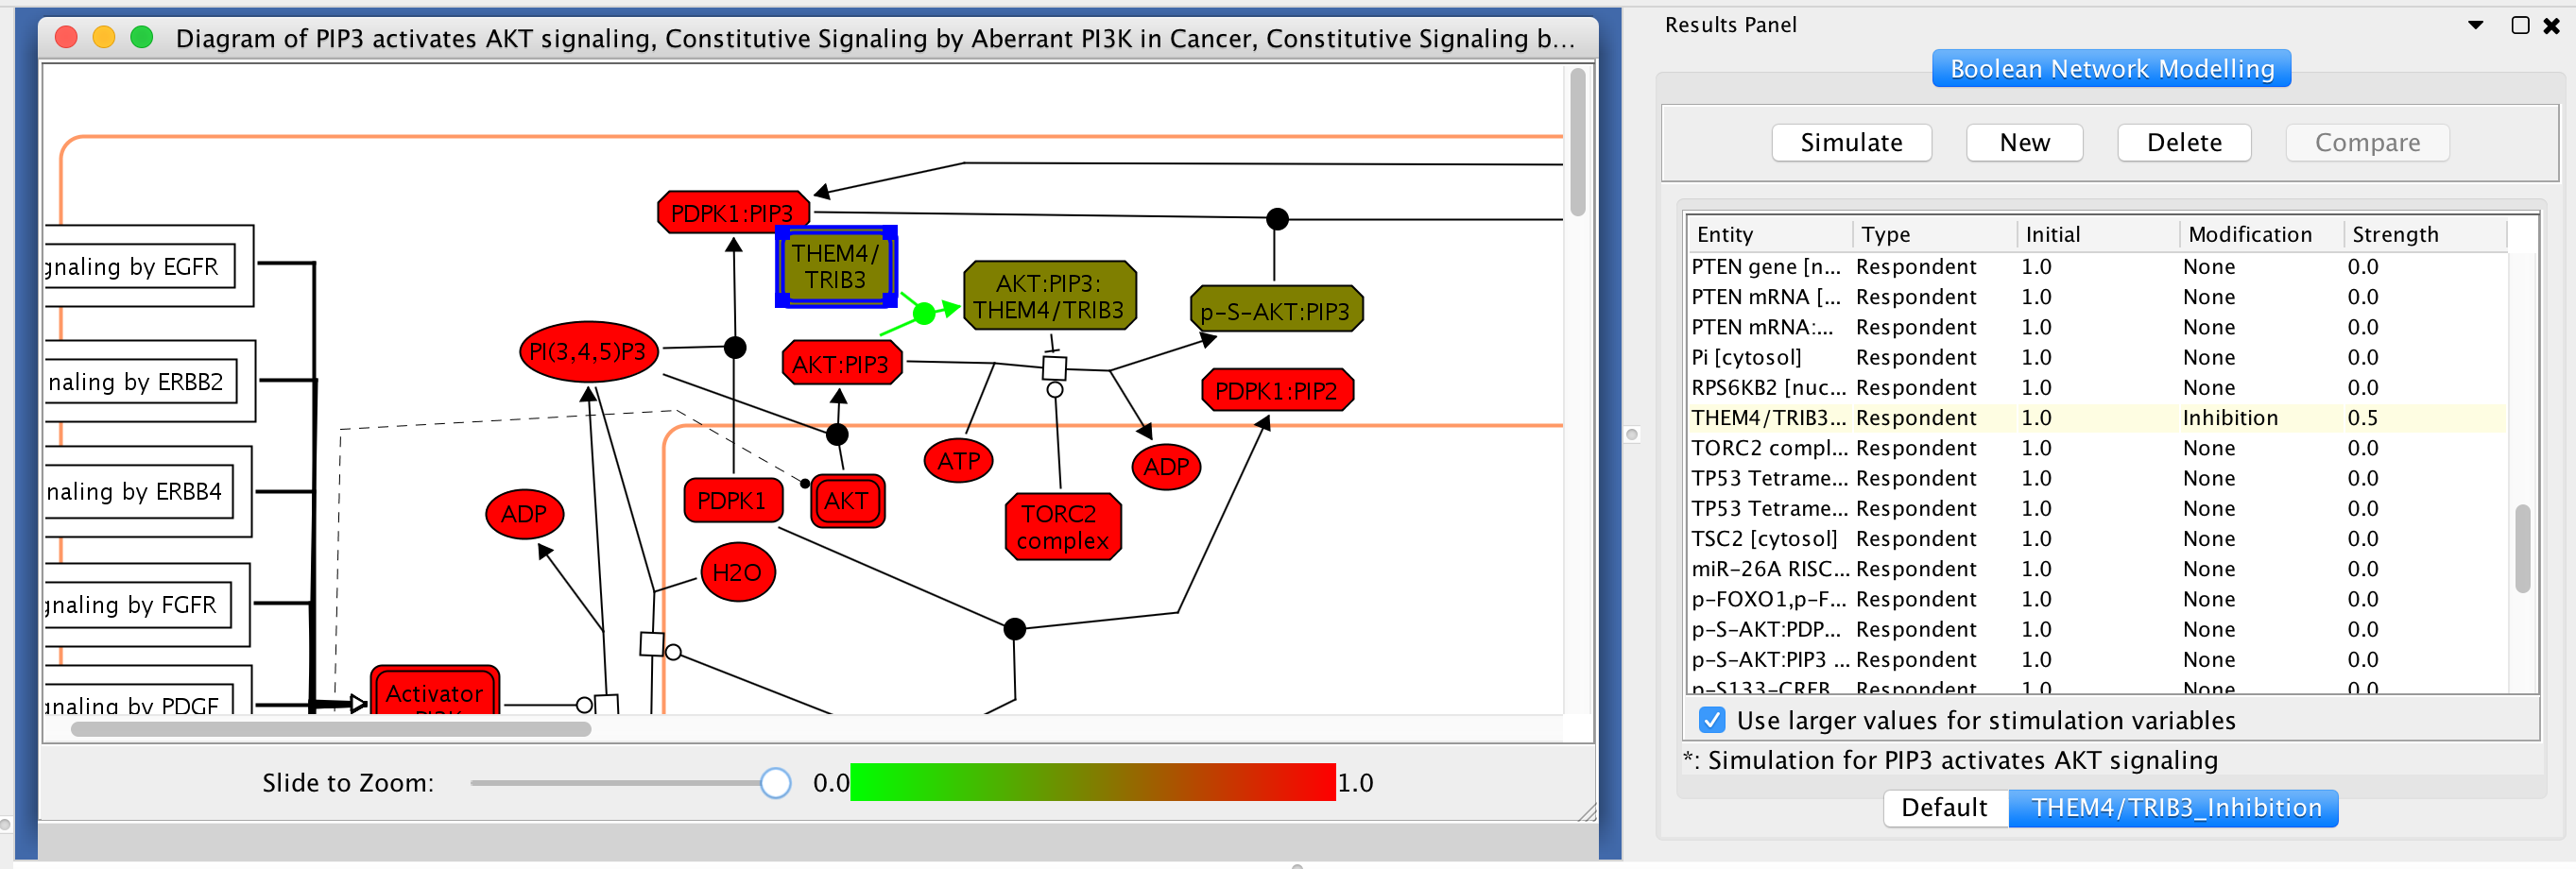 Diagram of PIP3 activates AKT signaling, Constitutive Signaling by Aberrant PI3K in Cancer, Constitutive Signaling b...
PDPK1:PIP3
THEM4/
TRIB3
AKT:PIP3:
THEM4/TRIB3
p-S-AKT:PIP3
gnaling by EGFR
PI(3,4,5)P3
AKT:PIP3
naling by ERBB2
PDPK1:PIP2
ATP
ADP
naling by ERBB4
PDPK1
AKT
ADP
TORC2
complex
H2O
gnaling by FGFR
Activator
PI3K
gnaling by PDGF
Slide to Zoom:
0.0
1.0
Results Panel
Boolean Network Modelling
Simulate
New
Delete
Compare
Entity Type Initial Modification Strength
PTEN gene [n... Respondent 1.0 None 0.0
PTEN mRNA [... Respondent 1.0 None 0.0
PTEN mRNA:... Respondent 1.0 None 0.0
Pi [cytosol] Respondent 1.0 None 0.0
RPS6KB2 [nuc... Respondent 1.0 None 0.0
THEM4/TRIB3... Respondent 1.0 Inhibition 0.5
TORC2 compl... Respondent 1.0 None 0.0
TP53 Tetrame... Respondent 1.0 None 0.0
TP53 Tetrame... Respondent 1.0 None 0.0
TSC2 [cytosol] Respondent 1.0 None 0.0
miR-26A RISC... Respondent 1.0 None 0.0
p-FOXO1,p-F... Respondent 1.0 None 0.0
p-S-AKT:PDP... Respondent 1.0 None 0.0
p-S-AKT:PIP3 ... Respondent 1.0 None 0.0
p-S133-CREB Respondent 1.0 None 0.0
Use larger values for stimulation variables
*: Simulation for PIP3 activates AKT signaling
Default
THEM4/TRIB3_Inhibition